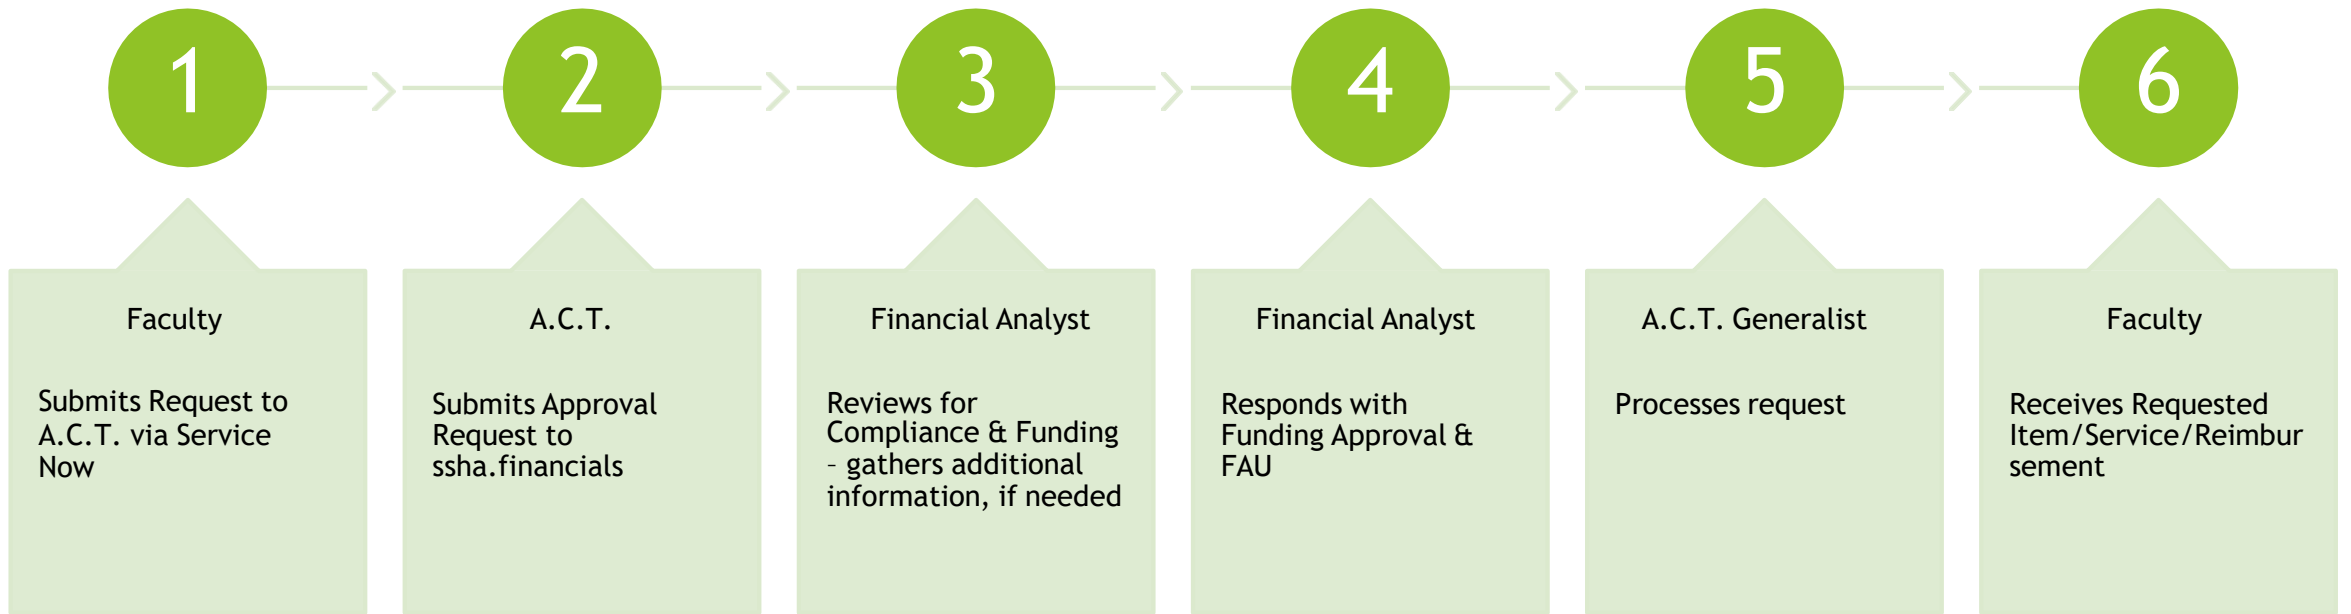 1
2
3
4
5
6
Faculty
Submits Request to
A.C.T. via Service
Now
A.C.T.
Submits Approval
Request to
ssha.financials
Financial Analyst
Reviews for
Compliance & Funding
– gathers additional
information, if needed
Financial Analyst
Responds with
Funding Approval &
FAU
A.C.T. Generalist
Processes request
Faculty
Receives Requested
Item/Service/Reimbur
sement